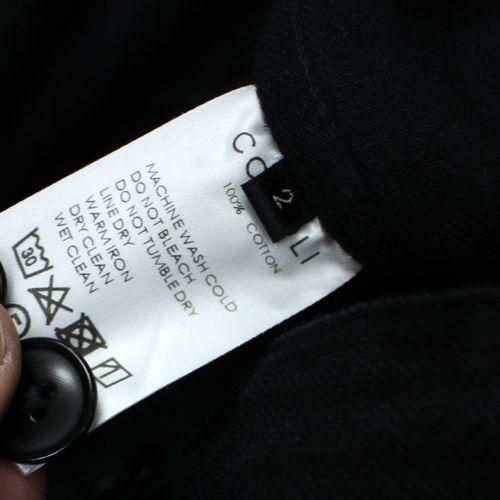 CO LI
2
100% COTTON
MACHINE WASH COLD
DO NOT BLEACH
DO NOT TUMBLE DRY
LINE DRY
WARM IRON
DRY CLEAN
WET CLEAN
30